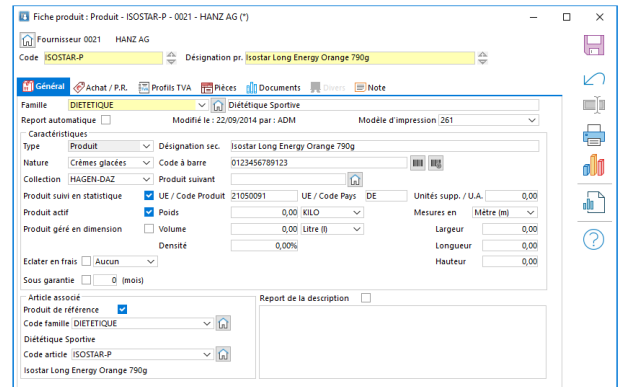 Fiche produit : Produit - ISOSTAR-P - 0021 - HANZ AG (*)
Fournisseur 0021 HANZ AG
Code ISOSTAR-P Désignation pr. Isostar Long Energy Orange 790g
Général Achat / P.R. Profils TVA Pièces Documents Divers Note
Famille DIETETIQUE Diététique Sportive
Report automatique Modifié le : 22/09/2014 par : ADM Modèle d'impression 261
Caractéristiques
Type Produit Désignation sec. Isostar Long Energy Orange 790g
Nature Crèmes glacées Code à barre 0123456789123
Collection HAGEN-DAZ Produit suivant
Produit suivi en statistique UE / Code Produit 21050091 UE / Code Pays DE Unités supp. / U.A. 0,00
Produit actif Poids 0,00 KILO Mesures en Mètre (m)
Produit géré en dimension Volume 0,00 Litre (l) Largeur 0,00
Densité 0,00% Longueur 0,00
Eclater en frais Aucun Hauteur 0,00
Sous garantie 0 (mois)
Article associé Report de la description
Produit de référence
Code famille DIETETIQUE
Diététique Sportive
Code article ISOSTAR-P
Isostar Long Energy Orange 790g